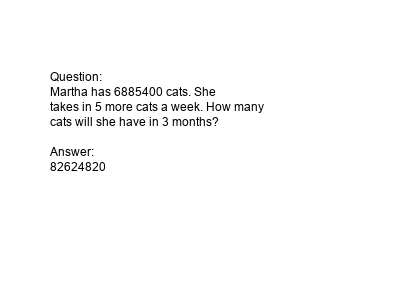 Question:
Martha has 6885400 cats. She
takes in 5 more cats a week. How many
cats will she have in 3 months?
Answer:
82624820